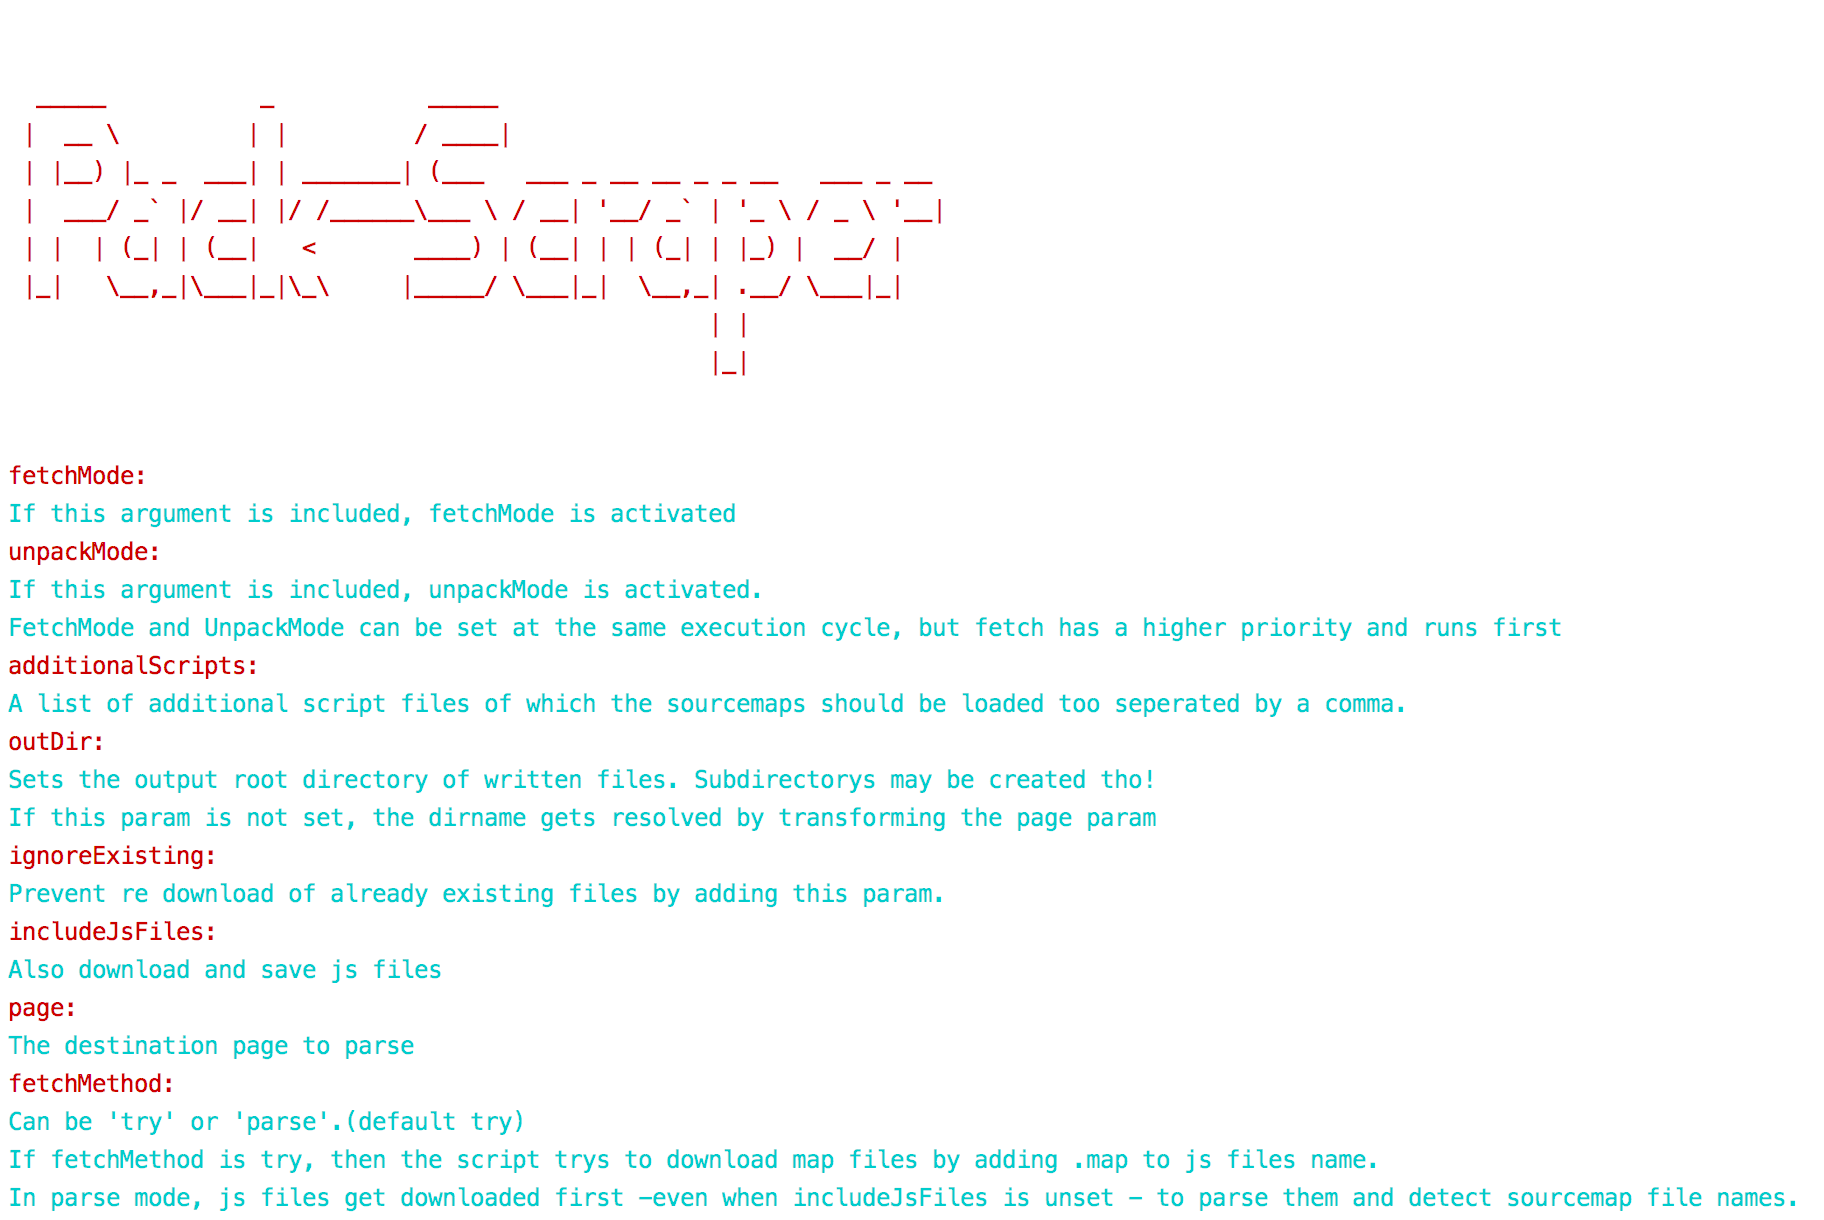 Pack-Scraper
fetchMode:
If this argument is included, fetchMode is activated
unpackMode:
If this argument is included, unpackMode is activated.
FetchMode and UnpackMode can be set at the same execution cycle, but fetch has a higher priority and runs first
additionalScripts:
A list of additional script files of which the sourcemaps should be loaded too seperated by a comma.
outDir:
Sets the output root directory of written files. Subdirectorys may be created tho!
If this param is not set, the dirname gets resolved by transforming the page param
ignoreExisting:
Prevent re download of already existing files by adding this param.
includeJsFiles:
Also download and save js files
page:
The destination page to parse
fetchMethod:
Can be 'try' or 'parse'.(default try)
If fetchMethod is try, then the script trys to download map files by adding .map to js files name.
In parse mode, js files get downloaded first -even when includeJsFiles is unset - to parse them and detect sourcemap file names.